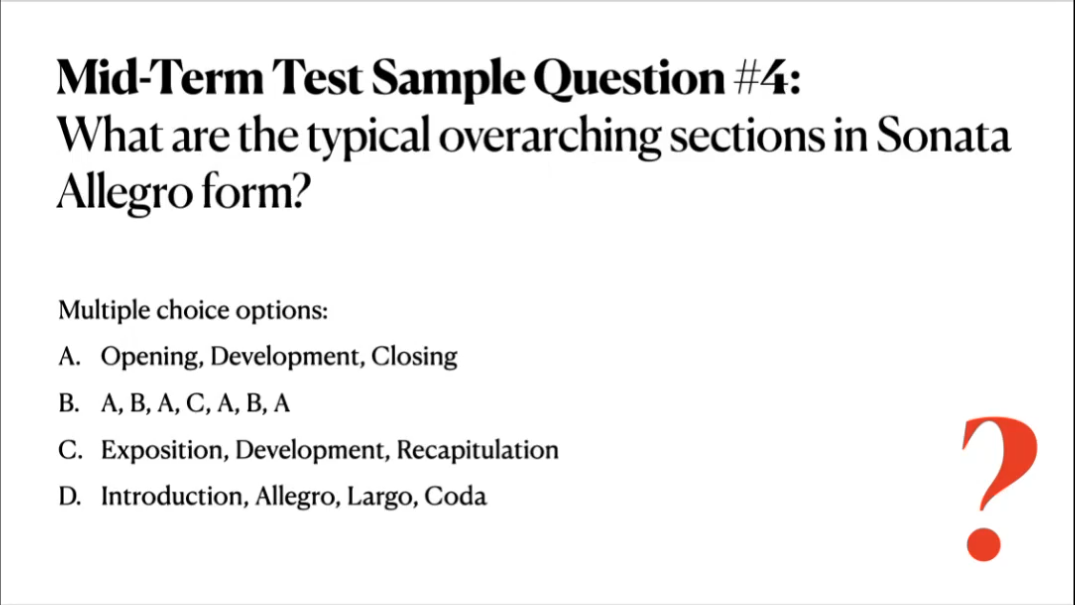 Mid-Term Test Sample Question #4:
What are the typical overarching sections in Sonata
Allegro form?
Multiple choice options:
A. Opening, Development, Closing
B. A, B, A, C, A, B, A
C. Exposition, Development, Recapitulation
D. Introduction, Allegro, Largo, Coda
?